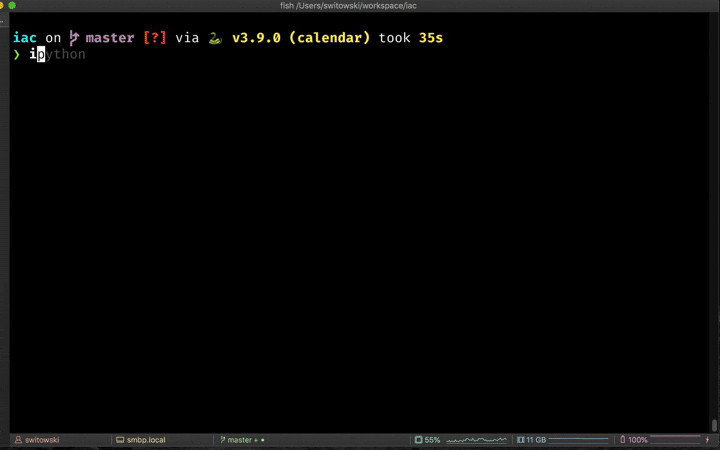 fish /Users/switowski/workspace/iac
iac on master [?] via v3.9.0 (calendar) took 35s
❯ ipython
switowski smbp.local master + • 55% 11 GB 100%